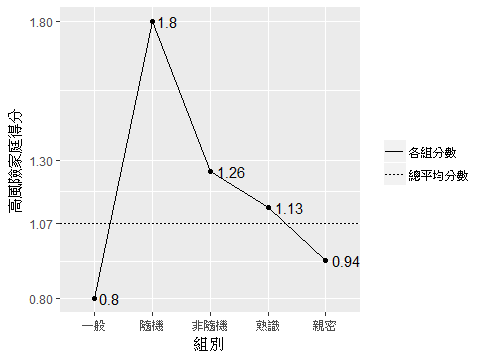 高風險家庭得分
1.80
1.30
1.07
0.80
0.8
1.8
1.26
1.13
0.94
一般
隨機
非隨機
熟識
親密
組別
各組分數
總平均分數